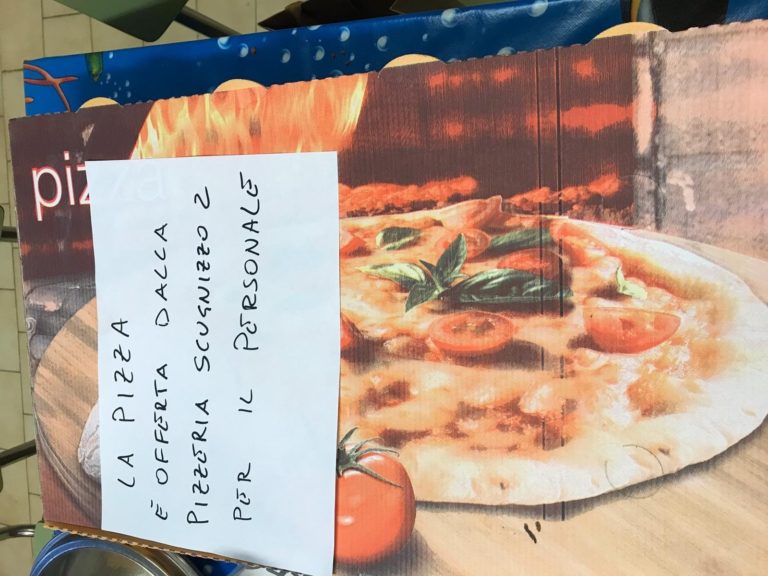 pizza
LA PIZZA
È OFFERTA DALLA
PIZZERIA SCUGNIZZO 2
PER IL PERSONALE